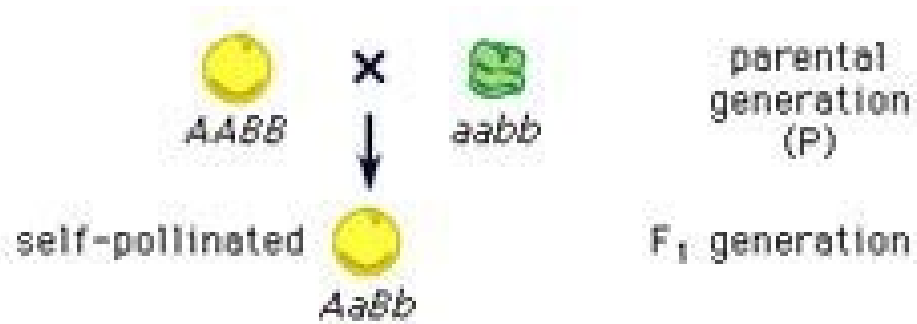 × parental
AABB aabb generation
(P)
self-pollinated F₁ generation
AaBb